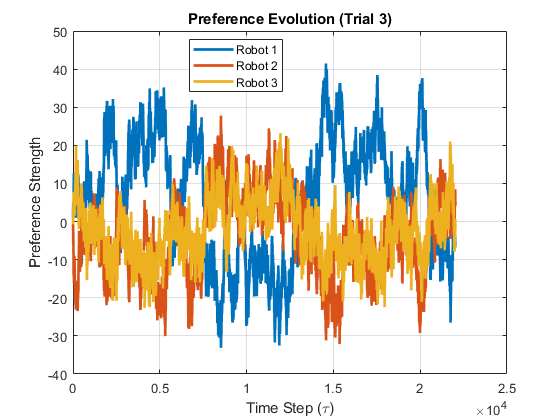 Preference Evolution (Trial 3)
50
40
30
20
10
0
-10
-20
-30
-40
Preference Strength
Robot 1
Robot 2
Robot 3
0
0.5
1
1.5
2
2.5
×10⁴
Time Step (τ)